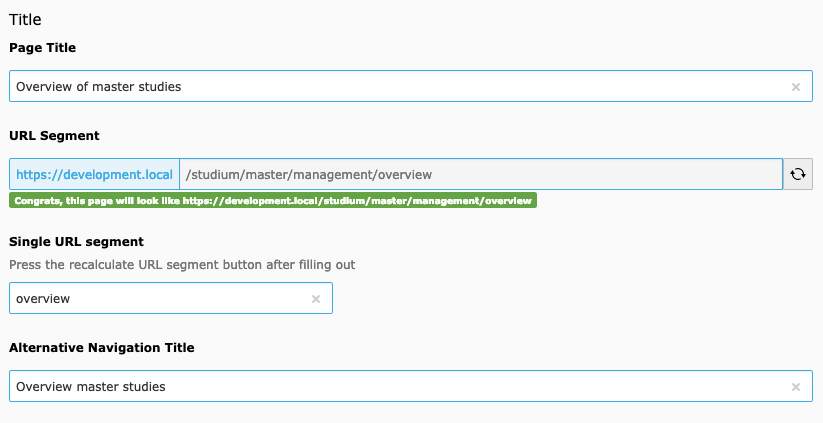 Title
Page Title
Overview of master studies
URL Segment
https://development.local /studium/master/management/overview
Congrats, this page will look like https://development.local/studium/master/management/overview
Single URL segment
Press the recalculate URL segment button after filling out
overview
Alternative Navigation Title
Overview master studies